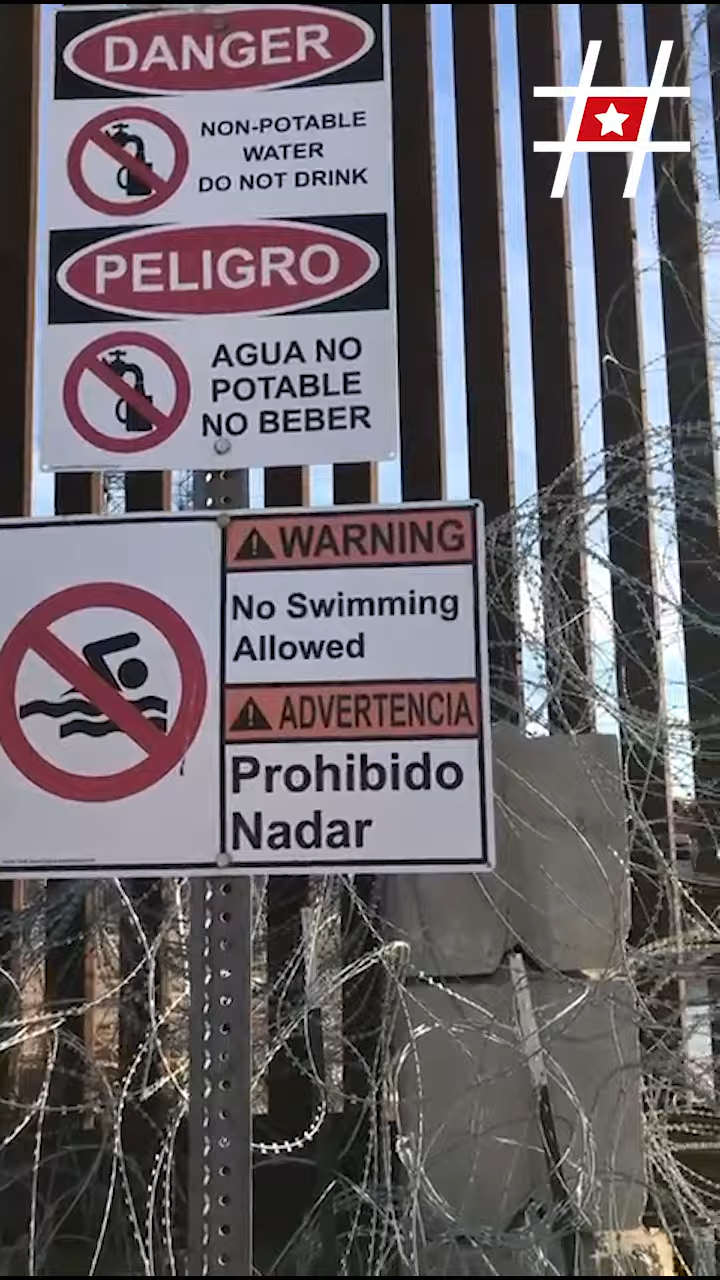 DANGER
NON-POTABLE
WATER
DO NOT DRINK
PELIGRO
AGUA NO
POTABLE
NO BEBER
WARNING
No Swimming
Allowed
ADVERTENCIA
Prohibido
Nadar